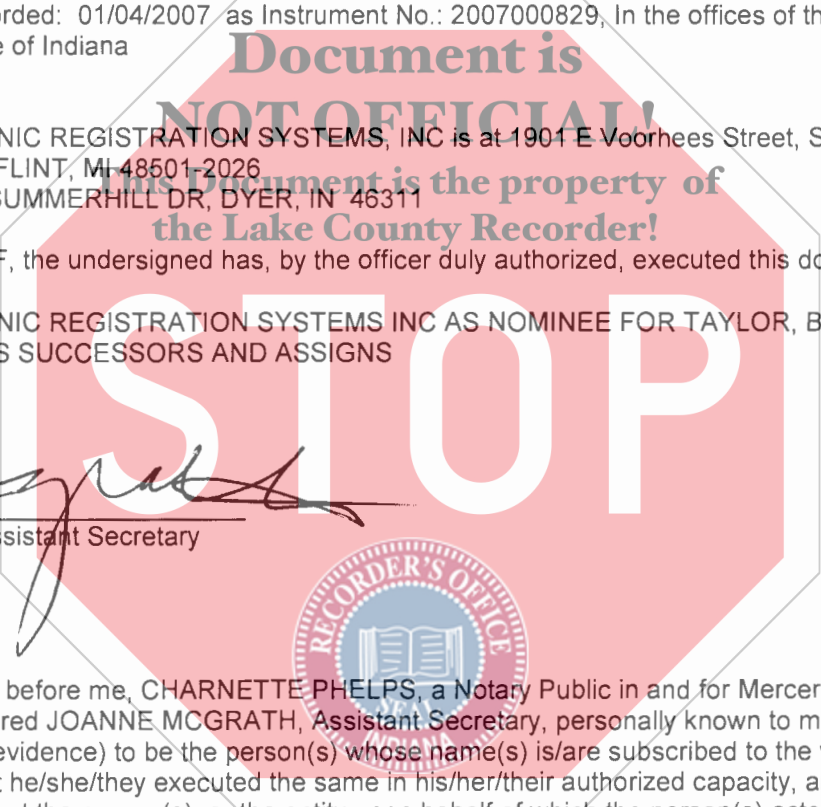 orded: 01/04/2007 as Instrument No.: 2007000829, In the offices of th
e of Indiana
Document is
NOT OFFICIAL!
NIC REGISTRATION SYSTEMS, INC is at 1901 E Voorhees Street, S
FLINT, MI 48501-2026
This Document is the property of
SUMMERHILL DR, DYER, IN 46311
the Lake County Recorder!
F, the undersigned has, by the officer duly authorized, executed this do
NIC REGISTRATION SYSTEMS INC AS NOMINEE FOR TAYLOR, B
S SUCCESSORS AND ASSIGNS
STOP
ssistant Secretary
RECORDER'S OFFICE
SEAL
INDIANA
before me, CHARNETTE PHELPS, a Notary Public in and for Mercer
red JOANNE MCGRATH, Assistant Secretary, personally known to m
evidence) to be the person(s) whose name(s) is/are subscribed to the
t he/she/they executed the same in his/her/their authorized capacity, a